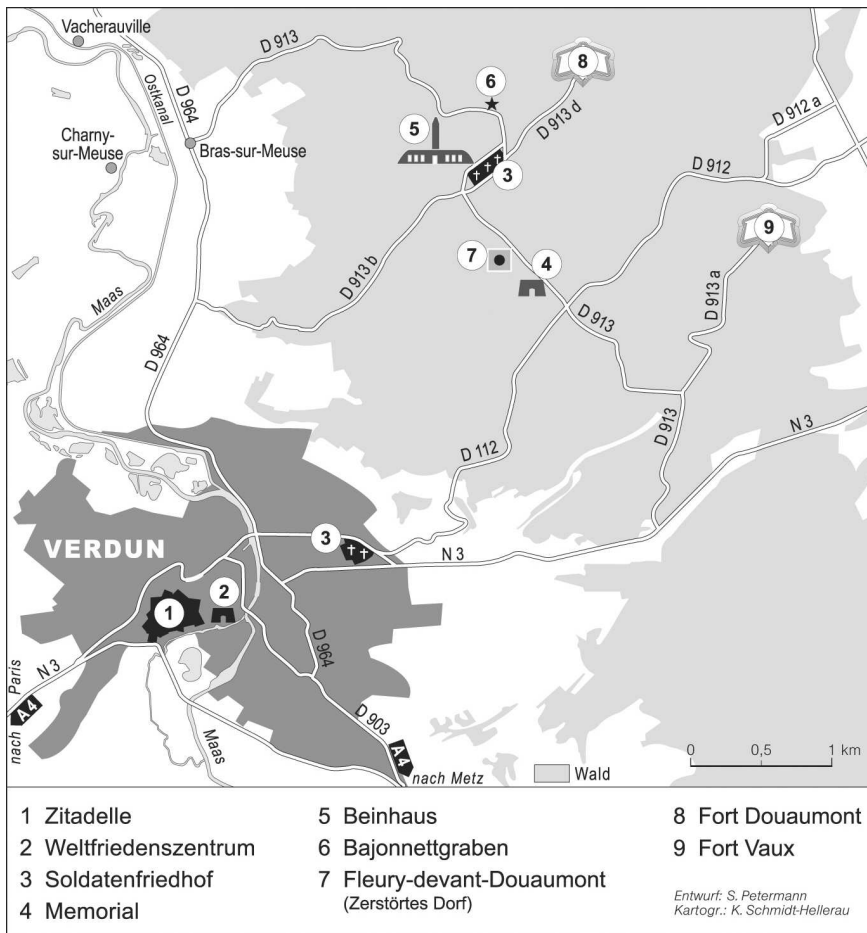 Vacherauville
D 913
8
6
Ostkanal
D 964
D 913 d
D 912 a
5
Charny-
sur-Meuse
Bras-sur-Meuse
3
D 912
9
7
4
D 913 b
D 913 a
Maas
D 913
D 964
D 913
N 3
D 112
VERDUN
3
N 3
2
1
D 964
N 3
nach Paris
A 4
D 903
Maas
A 4
nach Metz
Wald
0 0,5 1 km
1 Zitadelle
2 Weltfriedenszentrum
3 Soldatenfriedhof
4 Memorial
5 Beinhaus
6 Bajonnettgraben
7 Fleury-devant-Douaumont
(Zerstörtes Dorf)
8 Fort Douaumont
9 Fort Vaux
Entwurf: S. Petermann
Kartogr.: K. Schmidt-Hellerau